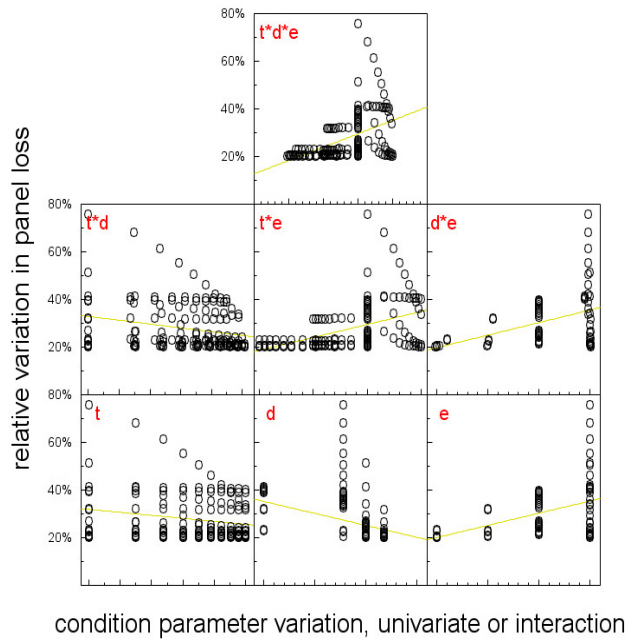 80%
t*d*e
60%
40%
20%
80%
t*d
t*e
d*e
60%
40%
20%
80%
t
d
e
60%
40%
20%
relative variation in panel loss
condition parameter variation, univariate or interaction